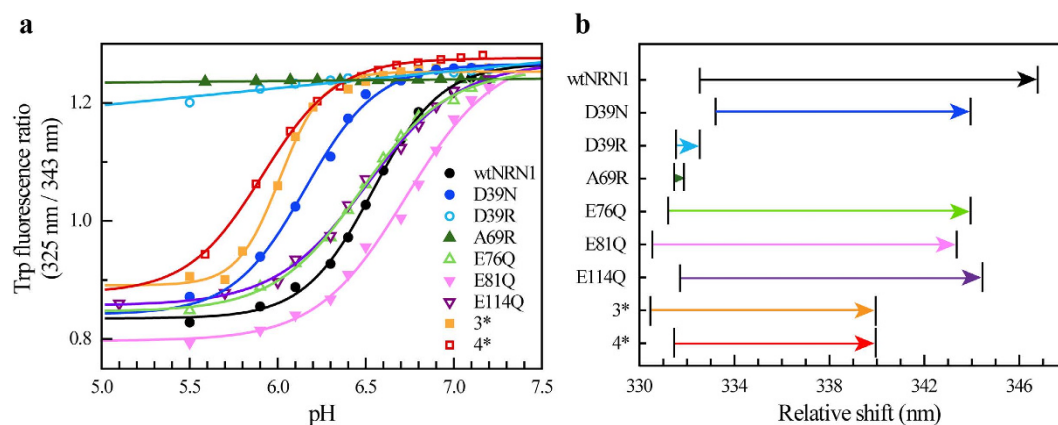 a
Trp fluorescence ratio
(325 nm / 343 nm)
1.2
1.0
0.8
5.0 5.5 6.0 6.5 7.0 7.5
pH
wtNRN1
D39N
D39R
A69R
E76Q
E81Q
E114Q
3*
4*
b
wtNRN1
D39N
D39R
A69R
E76Q
E81Q
E114Q
3*
4*
330 334 338 342 346
Relative shift (nm)